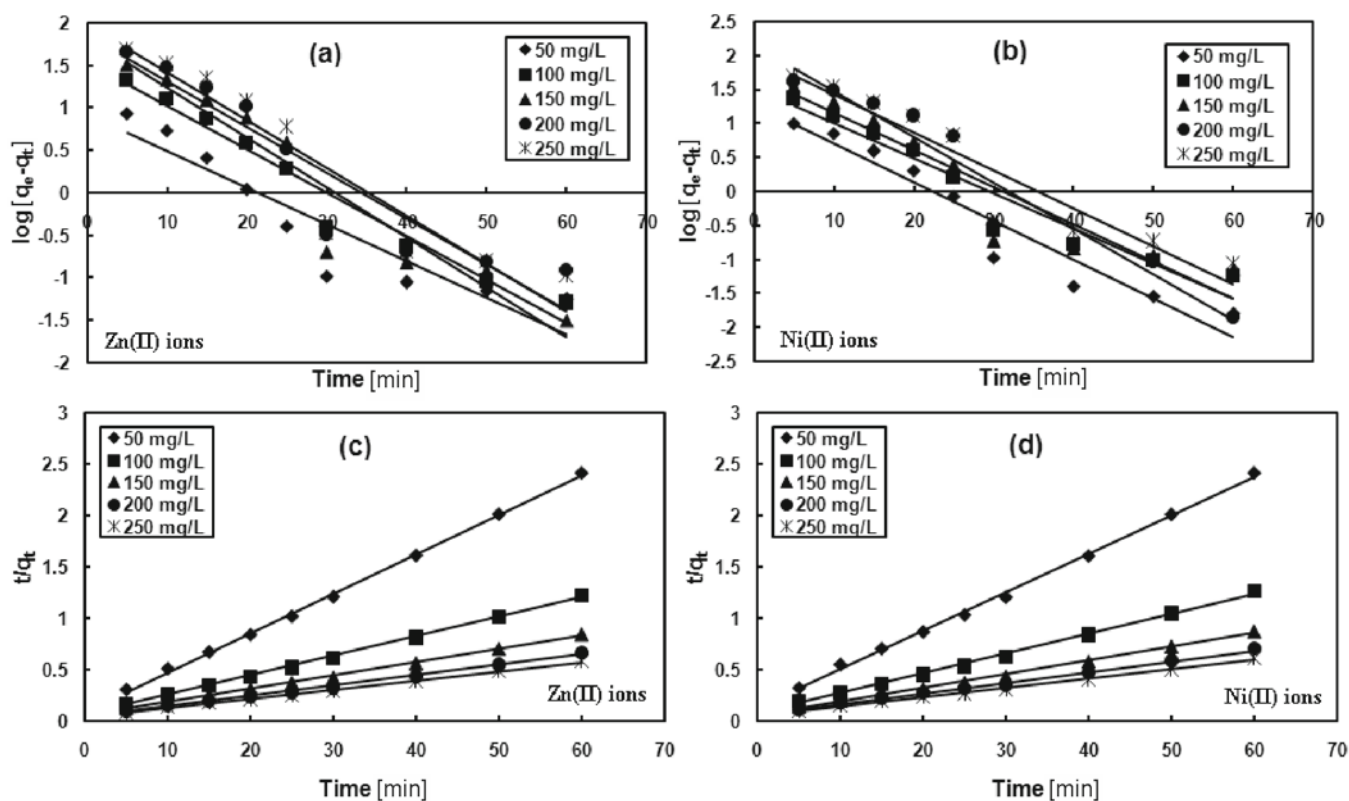 2
1.5
1
0.5
0
-0.5
-1
-1.5
-2
log[qe-qt]
0 10 20 30 40 50 60 70
Time [min]
(a)
50 mg/L
100 mg/L
150 mg/L
200 mg/L
250 mg/L
Zn(II) ions
2.5
2
1.5
1
0.5
0
-0.5
-1
-1.5
-2
-2.5
log[qe-qt]
0 10 20 30 40 50 60 70
Time [min]
(b)
50 mg/L
100 mg/L
150 mg/L
200 mg/L
250 mg/L
Ni(II) ions
3
2.5
2
1.5
1
0.5
0
t/qt
0 10 20 30 40 50 60 70
Time [min]
(c)
50 mg/L
100 mg/L
150 mg/L
200 mg/L
250 mg/L
Zn(II) ions
3
2.5
2
1.5
1
0.5
0
t/qt
0 10 20 30 40 50 60 70
Time [min]
(d)
50 mg/L
100 mg/L
150 mg/L
200 mg/L
250 mg/L
Ni(II) ions